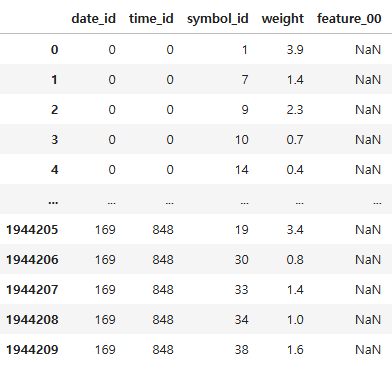 date_id time_id symbol_id weight feature_00
0 0 0 1 3.9 NaN
1 0 0 7 1.4 NaN
2 0 0 9 2.3 NaN
3 0 0 10 0.7 NaN
4 0 0 14 0.4 NaN
... ... ... ... ... ...
1944205 169 848 19 3.4 NaN
1944206 169 848 30 0.8 NaN
1944207 169 848 33 1.4 NaN
1944208 169 848 34 1.0 NaN
1944209 169 848 38 1.6 NaN